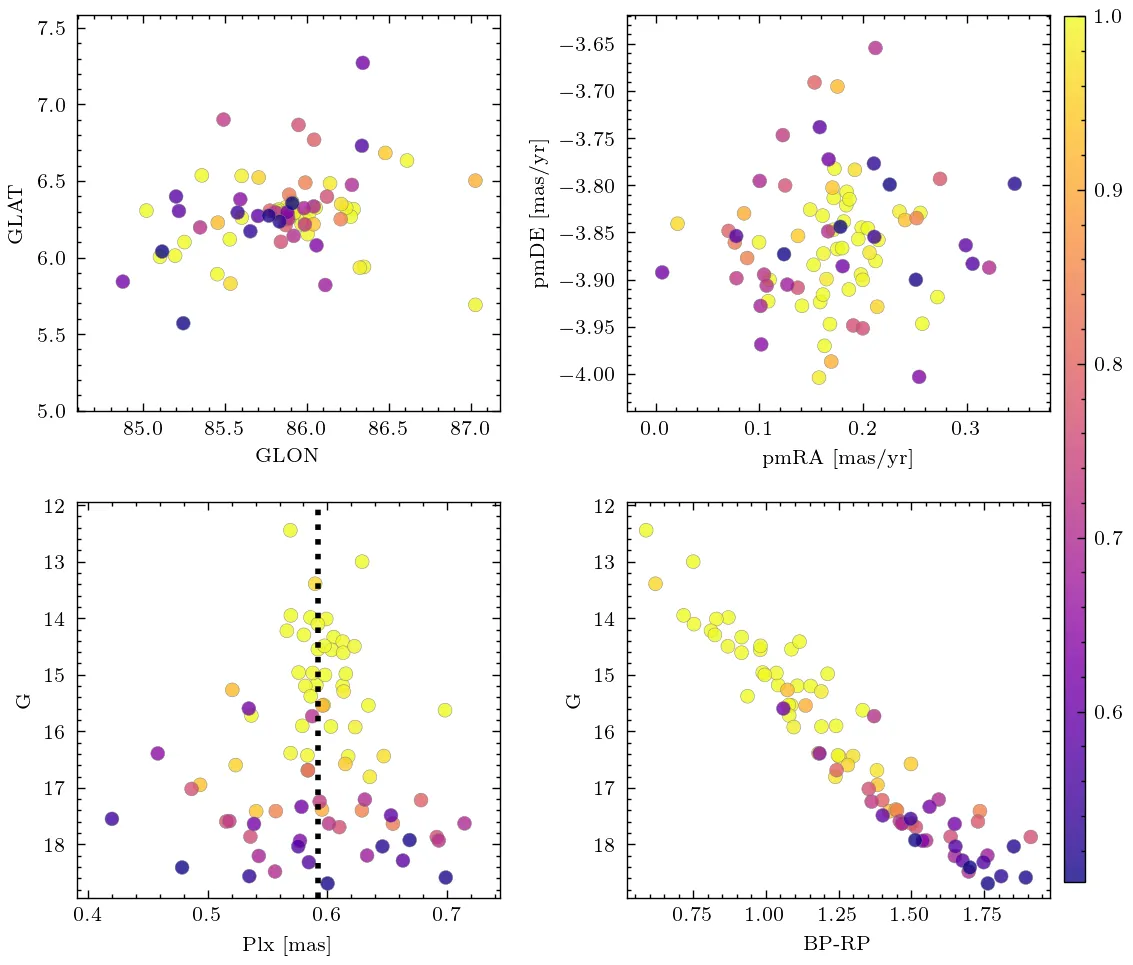 7.5
7.0
6.5
6.0
5.5
5.0
GLAT
85.0 85.5 86.0 86.5 87.0
GLON
−3.65
−3.70
−3.75
−3.80
−3.85
−3.90
−3.95
−4.00
pmDE [mas/yr]
0.0 0.1 0.2 0.3
pmRA [mas/yr]
1.0
0.9
0.8
0.7
0.6
12
13
14
15
16
17
18
G
0.4 0.5 0.6 0.7
Plx [mas]
12
13
14
15
16
17
18
G
0.75 1.00 1.25 1.50 1.75
BP-RP